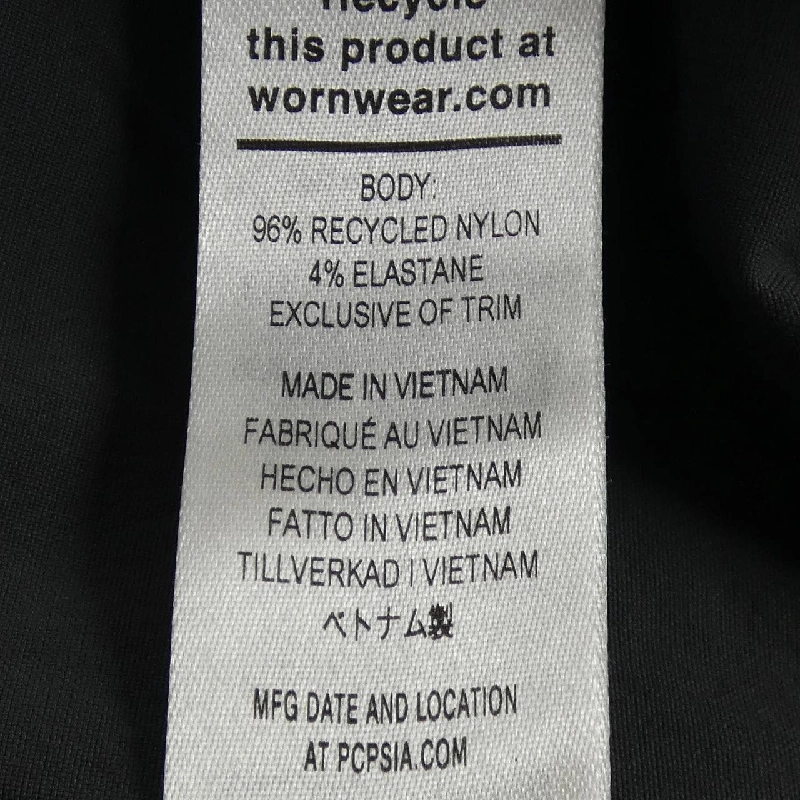 Recycle
this product at
wornwear.com
BODY:
96% RECYCLED NYLON
4% ELASTANE
EXCLUSIVE OF TRIM
MADE IN VIETNAM
FABRIQUÉ AU VIETNAM
HECHO EN VIETNAM
FATTO IN VIETNAM
TILLVERKAD I VIETNAM
ベトナム製
MFG DATE AND LOCATION
AT PCPSIA.COM